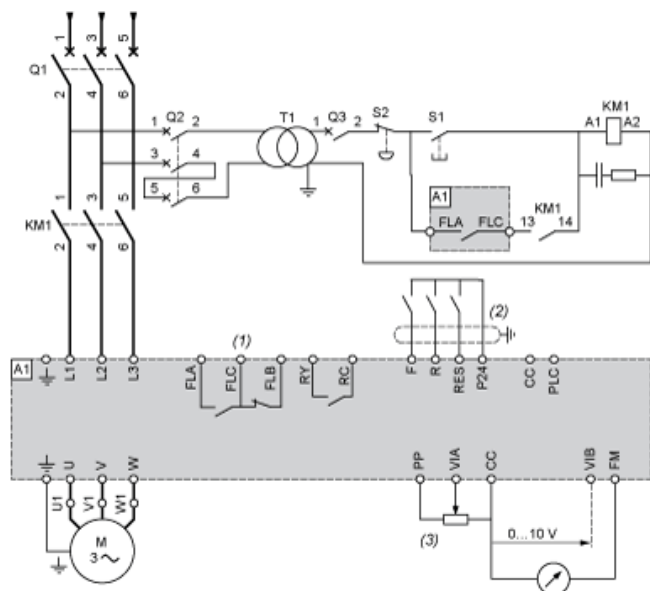 1 3 5
Q1
2 4 6
1 Q2 2
3 4
5 6
T1
1 Q3 2
S2
S1
KM1
A1 A2
A1
FLA FLC
13 KM1 14
1 3 5
KM1
2 4 6
(1)
(2)
A1
L1 L2 L3
FLA FLC FLB RY RC
F R RES P24 CC PLC
U V W
PP VIA CC VIB FM
U1 V1 W1
M
3
(3)
0...10 V